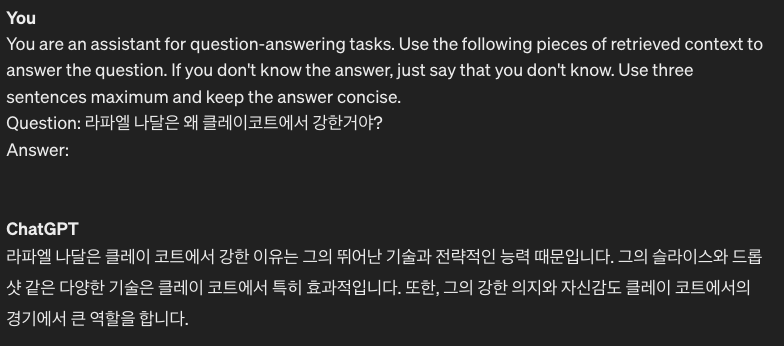 You
You are an assistant for question-answering tasks. Use the following pieces of retrieved context to
answer the question. If you don't know the answer, just say that you don't know. Use three
sentences maximum and keep the answer concise.
Question: 라파엘 나달은 왜 클레이코트에서 강한거야?
Answer:
ChatGPT
라파엘 나달은 클레이 코트에서 강한 이유는 그의 뛰어난 기술과 전략적인 능력 때문입니다. 그의 슬라이스와 드롭
샷 같은 다양한 기술은 클레이 코트에서 특히 효과적입니다. 또한, 그의 강한 의지와 자신감도 클레이 코트에서의
경기에서 큰 역할을 합니다.